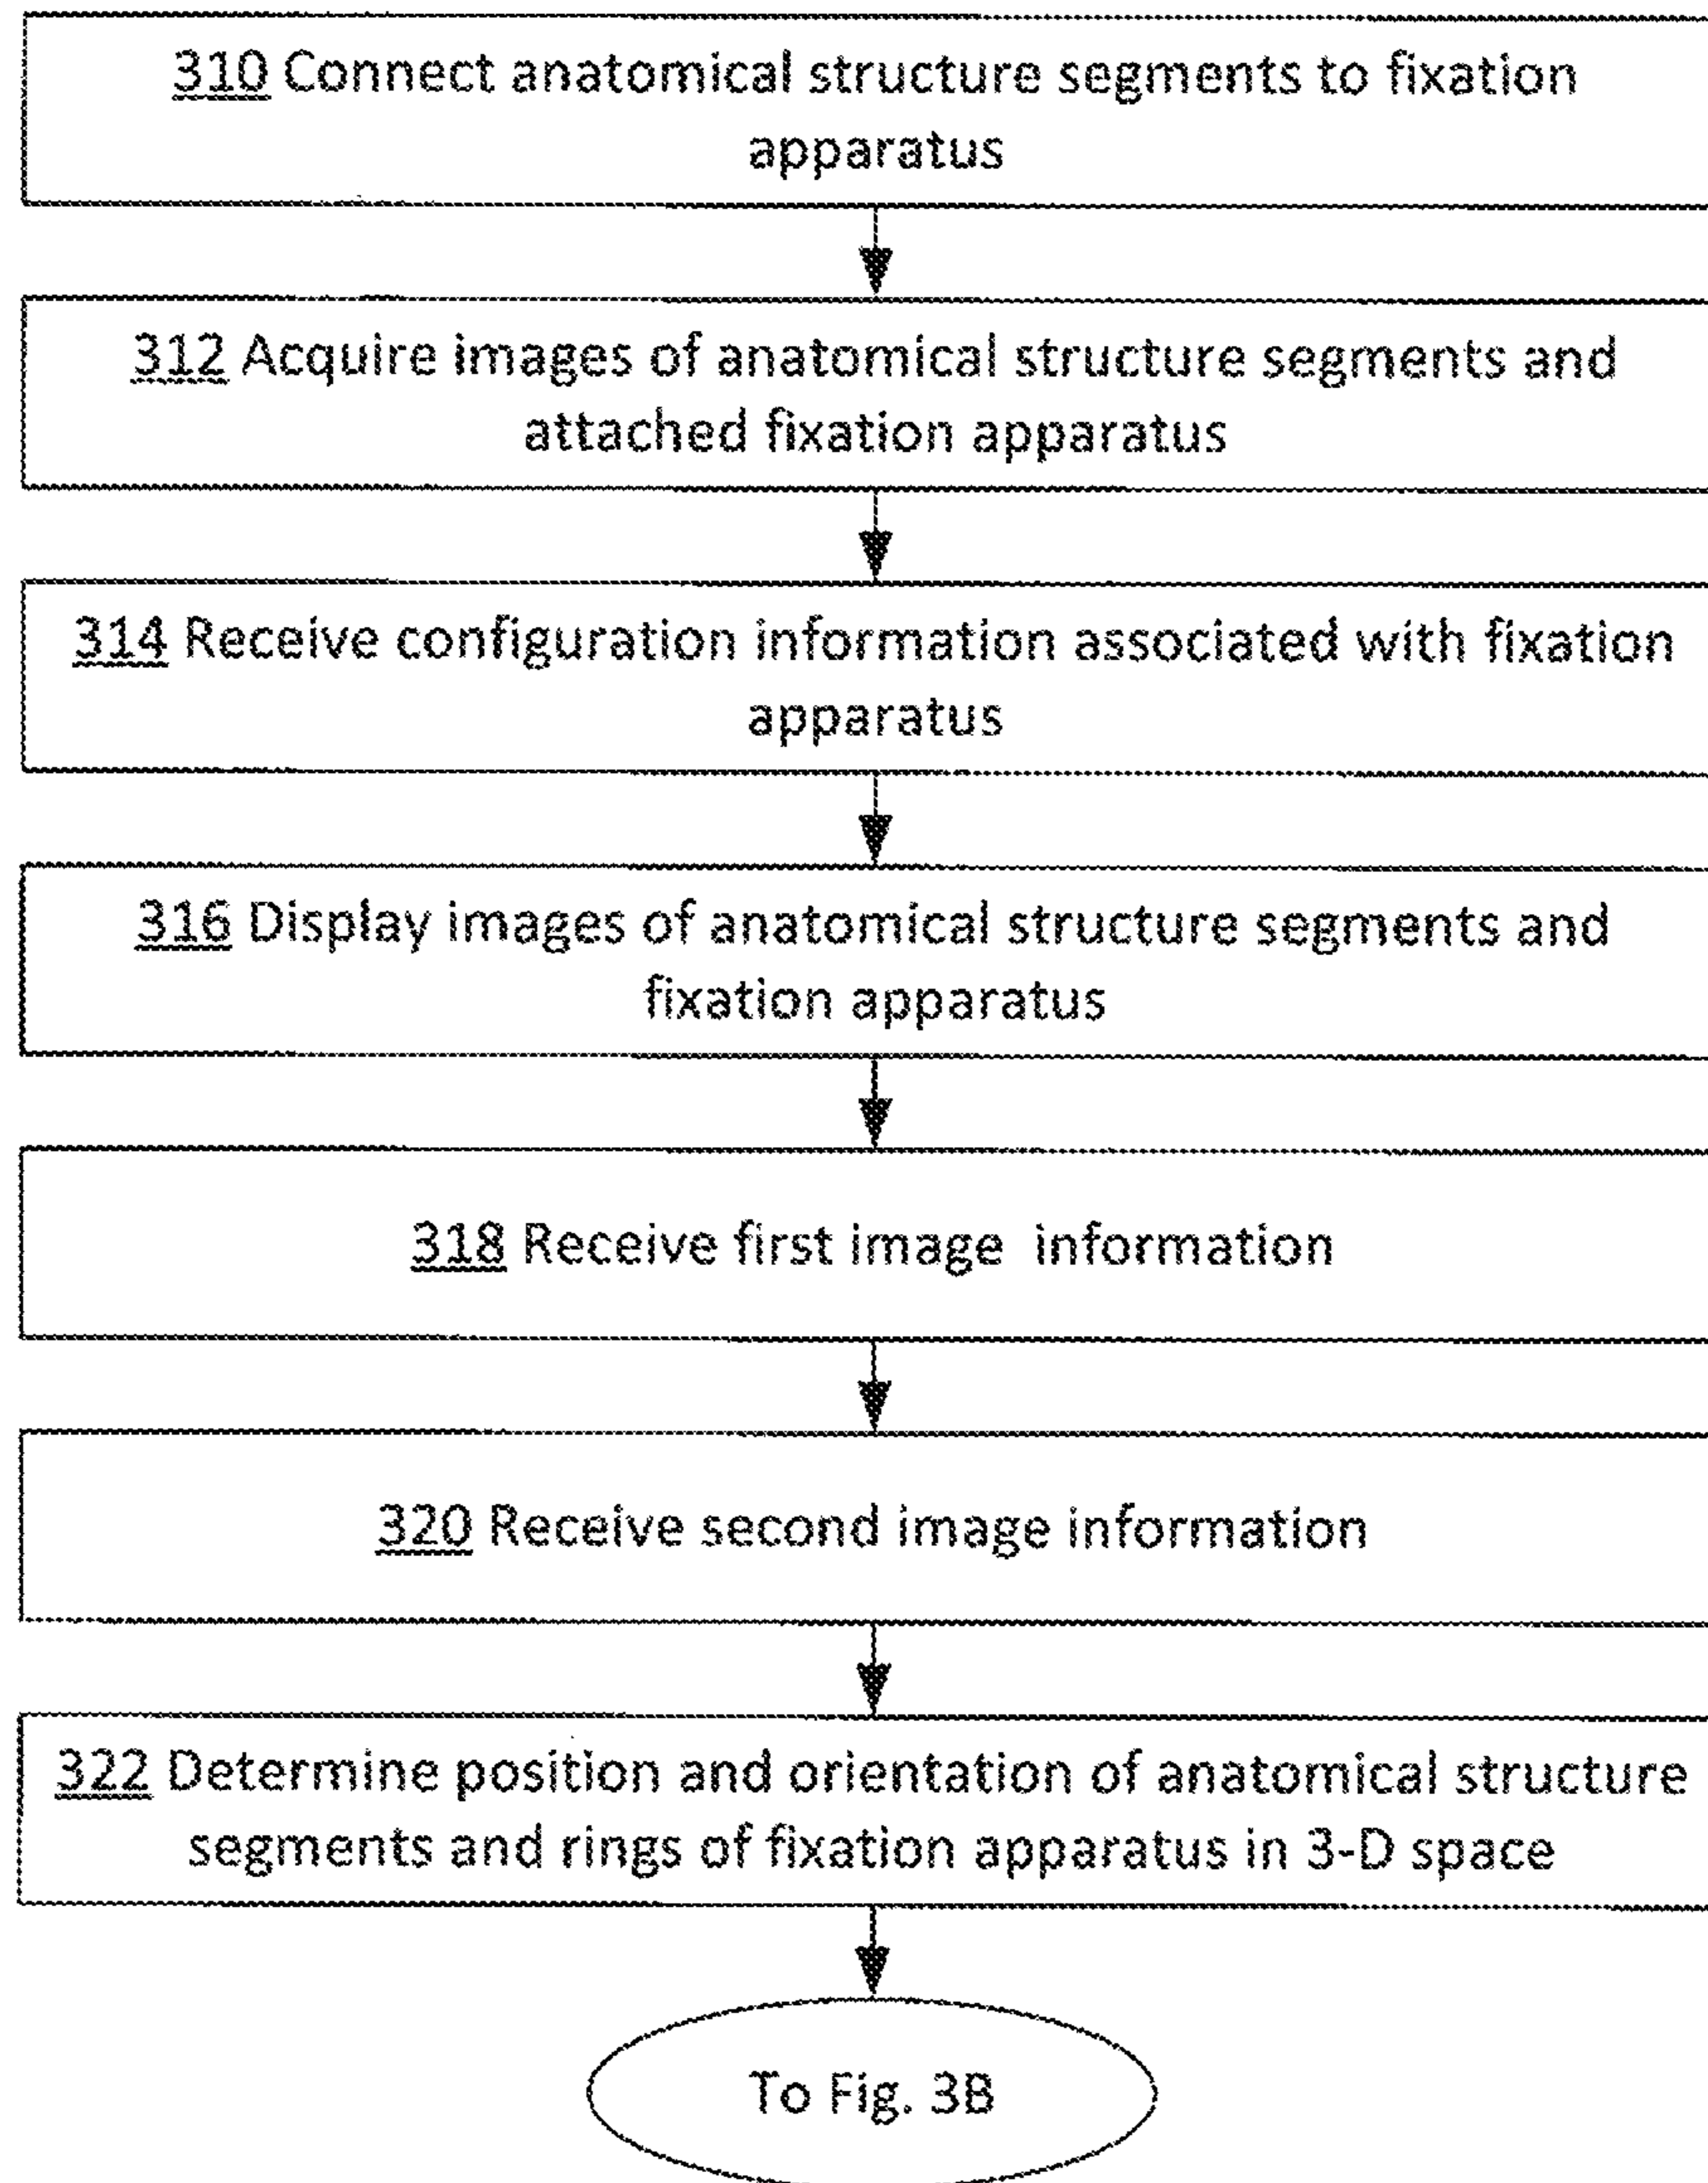 310 Connect anatomical structure segments to fixation
apparatus
312 Acquire images of anatomical structure segments and
attached fixation apparatus
314 Receive configuration information associated with fixation
apparatus
316 Display images of anatomical structure segments and
fixation apparatus
318 Receive first image information
320 Receive second image information
322 Determine position and orientation of anatomical structure
segments and rings of fixation apparatus in 3-D space
To Fig. 3B